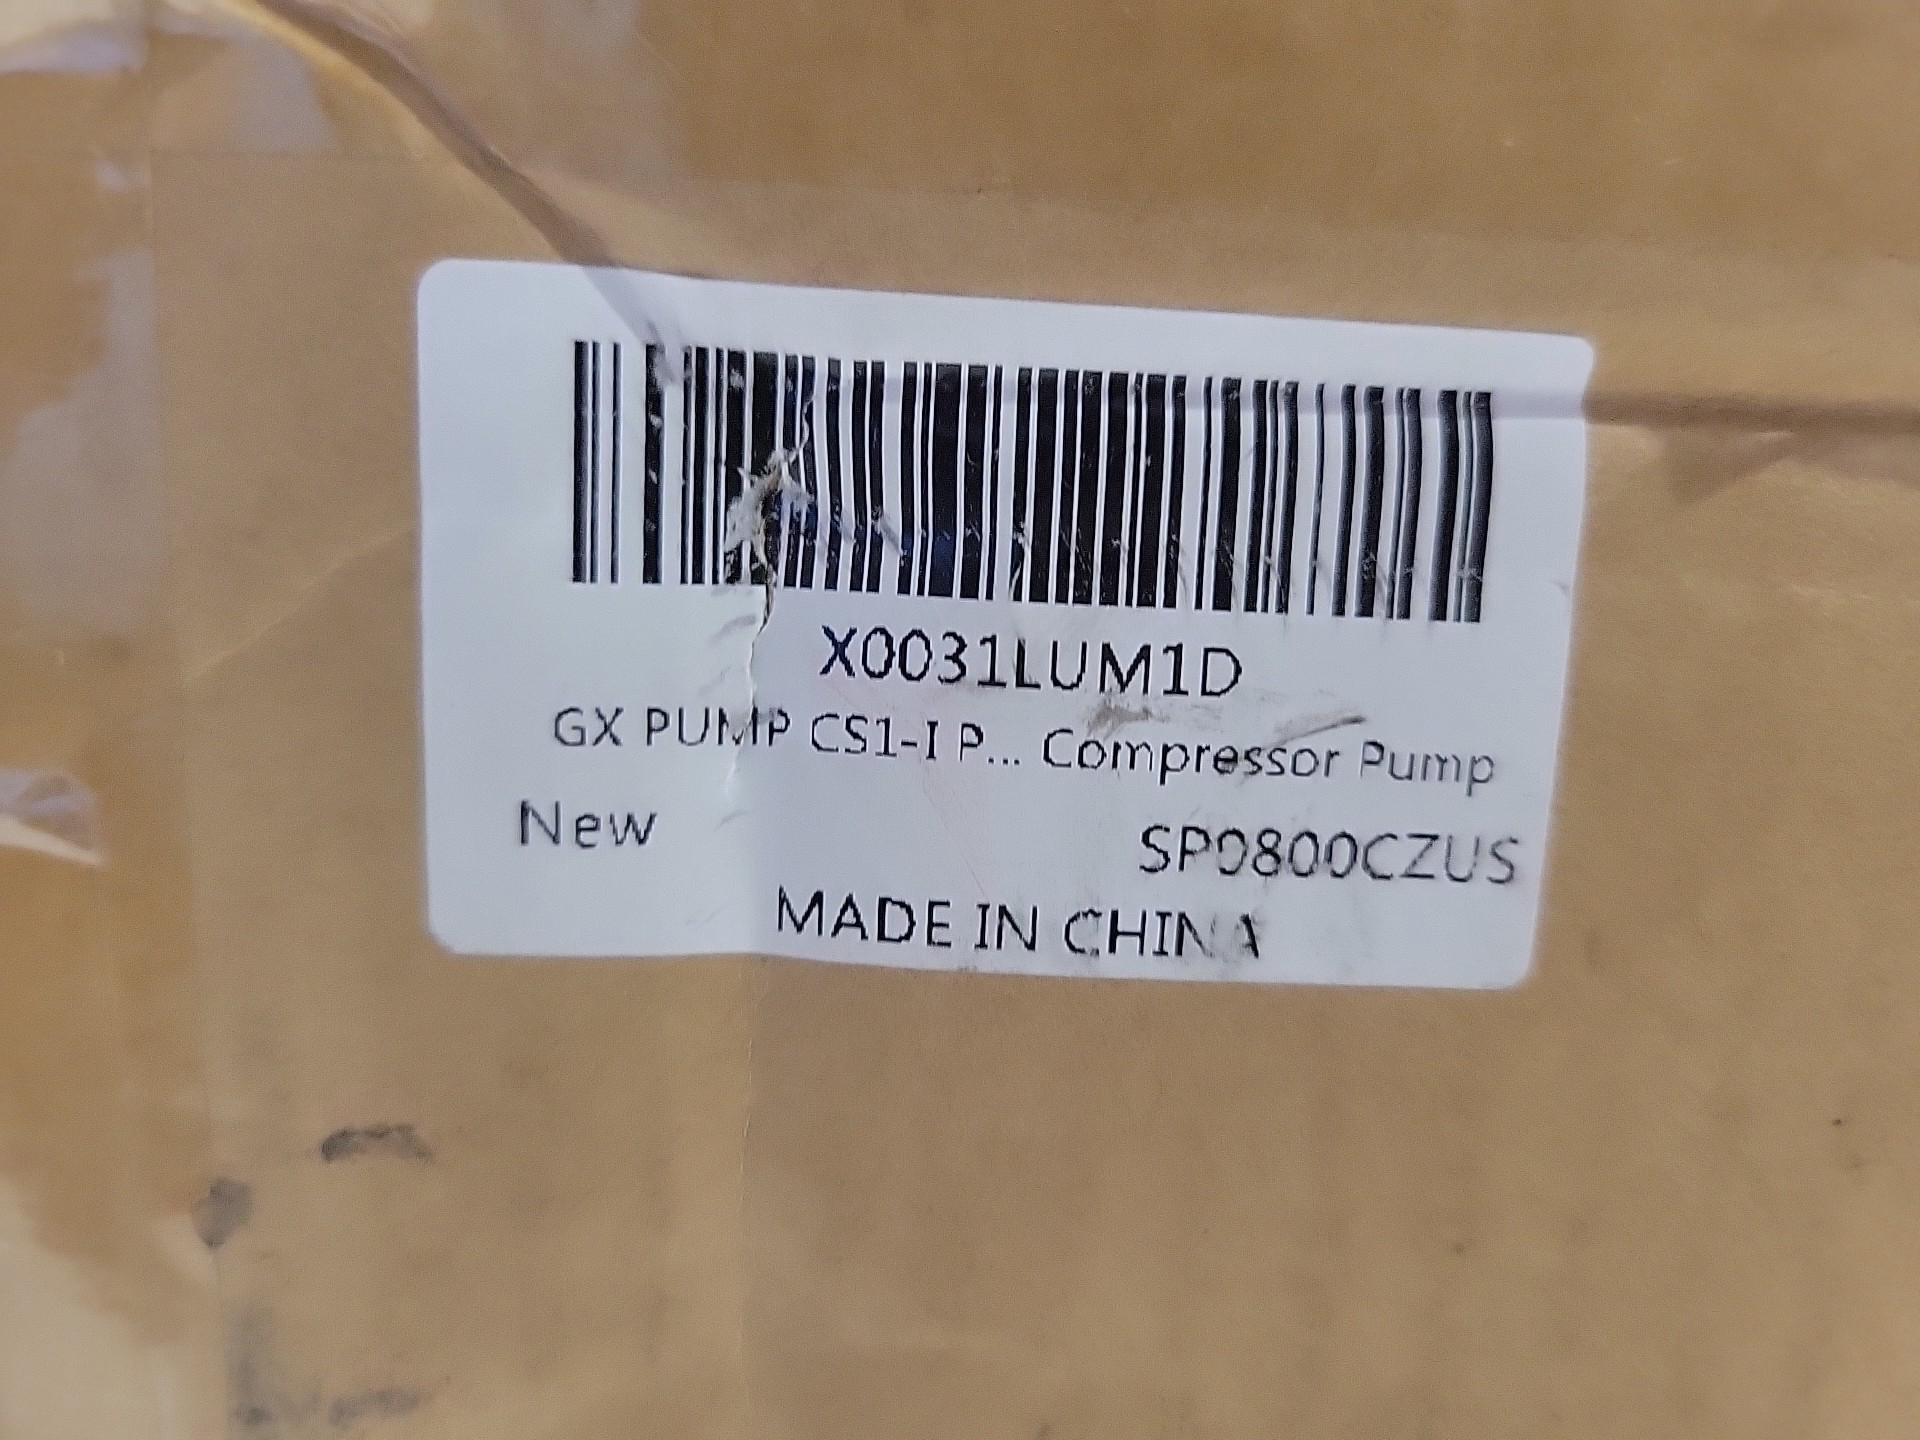 X0031LUM1D
GX PUMP CS1-I P... Compressor Pump
New
SP0800CZUS
MADE IN CHINA